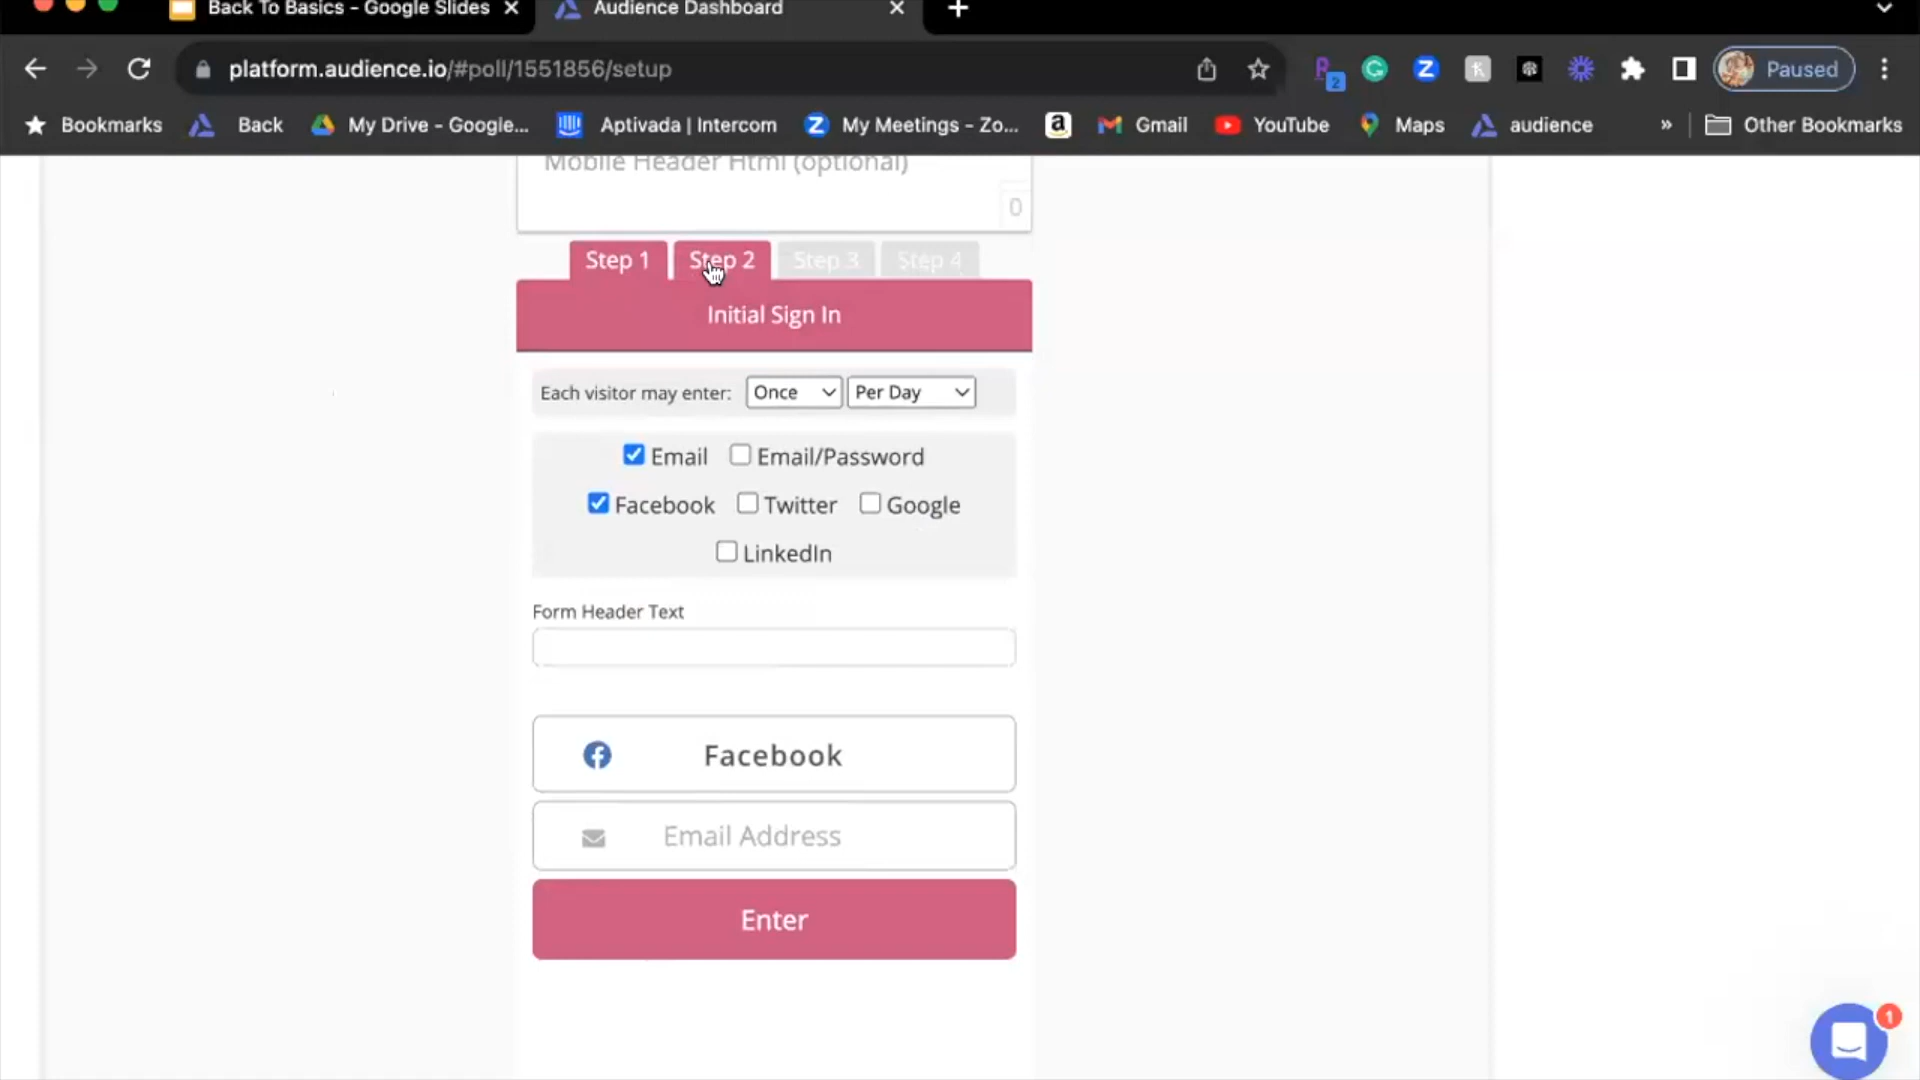 Back To Basics - Google Slides
Audience Dashboard
platform.audience.io/#poll/1551856/setup
2
Paused
Bookmarks
Back
My Drive - Google...
Aptivada | Intercom
My Meetings - Zo...
Gmail
YouTube
Maps
audience
»
Other Bookmarks
Mobile Header Html (optional)
0
Step 1
Step 2
Step 3
Step 4
Initial Sign In
Each visitor may enter: Once Per Day
Email Email/Password
Facebook Twitter Google
LinkedIn
Form Header Text
Facebook
Email Address
Enter
1